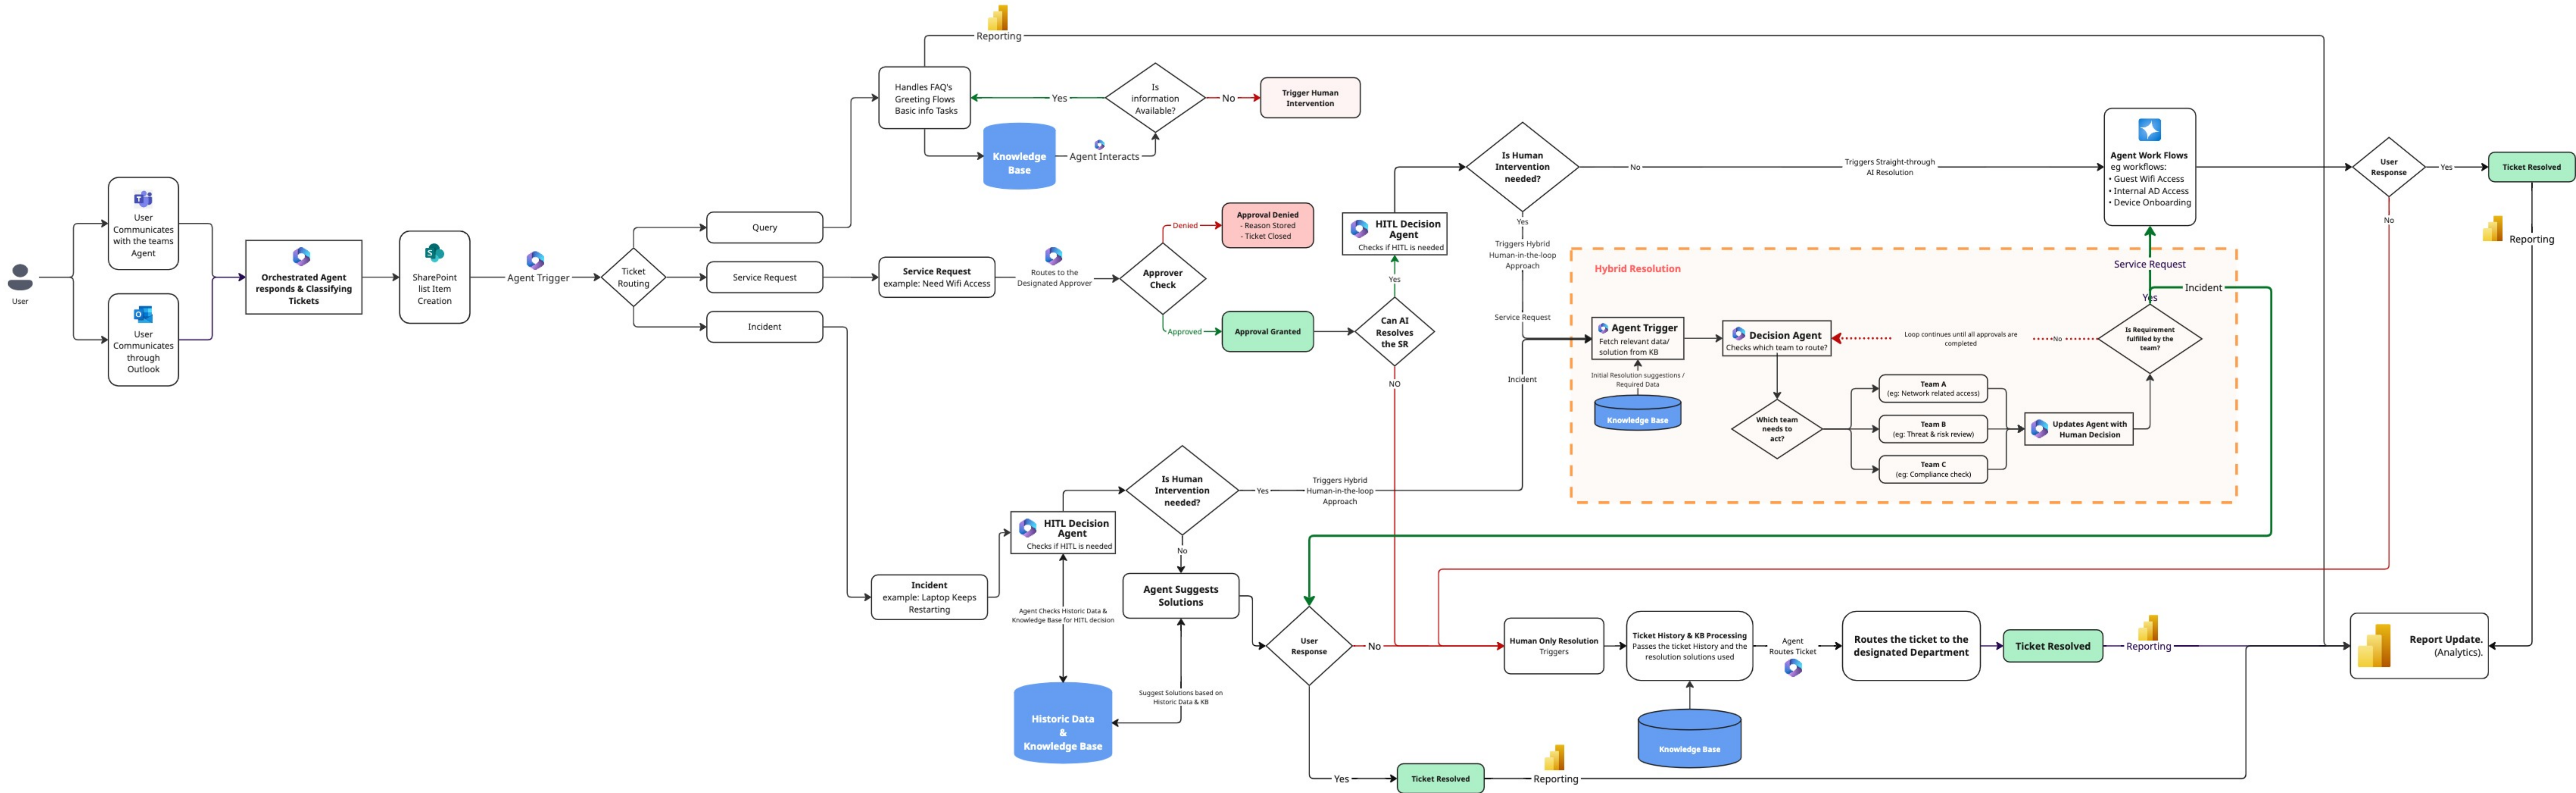 Reporting
Handles FAQ's
Greeting Flows
Basic info Tasks
Yes
Is
information
Available?
No
Trigger Human
Intervention
Knowledge
Base
Agent Interacts
User
User
Communicates
with the teams
Agent
User
Communicates
through
Outlook
Orchestrated Agent
responds & Classifying
Tickets
SharePoint
list Item
Creation
Agent Trigger
Ticket
Routing
Query
Service Request
Incident
Service Request
example: Need Wifi Access
Routes to the
Designated Approver
Approver
Check
Denied
Approval Denied
- Reason Stored
- Ticket Closed
Approved
Approval Granted
Can AI
Resolves
the SR
Yes
NO
HITL Decision
Agent
Checks if HITL is needed
Is Human
Intervention
needed?
No
Triggers Straight-through
AI Resolution
Yes
Triggers Hybrid
Human-in-the-loop
Approach
Service Request
Incident
Agent Work Flows
eg workflows:
• Guest Wifi Access
• Internal AD Access
• Device Onboarding
User
Response
Yes
Ticket Resolved
No
Reporting
Hybrid Resolution
Agent Trigger
Fetch relevant data/
solution from KB
Initial Resolution suggestions /
Required Data
Knowledge Base
Decision Agent
Checks which team to route?
Loop continues until all approvals are
completed
No
Which team
needs to
act?
Team A
(eg: Network related access)
Team B
(eg: Threat & risk review)
Team C
(eg: Compliance check)
Updates Agent with
Human Decision
Is Requirement
fulfilled by the
team?
Yes
Service Request
Incident
Incident
example: Laptop Keeps
Restarting
HITL Decision
Agent
Checks if HITL is needed
Agent Checks Historic Data &
Knowledge Base for HITL decision
Historic Data
&
Knowledge Base
Is Human
Intervention
needed?
Yes
Triggers Hybrid
Human-in-the-loop
Approach
No
Agent Suggests
Solutions
Suggest Solutions based on
Historic Data & KB
User
Response
No
Human Only Resolution
Triggers
Ticket History & KB Processing
Passes the ticket History and the
resolution solutions used
Knowledge Base
Agent
Routes Ticket
Routes the ticket to the
designated Department
Ticket Resolved
Reporting
Report Update.
(Analytics).
Yes
Ticket Resolved
Reporting